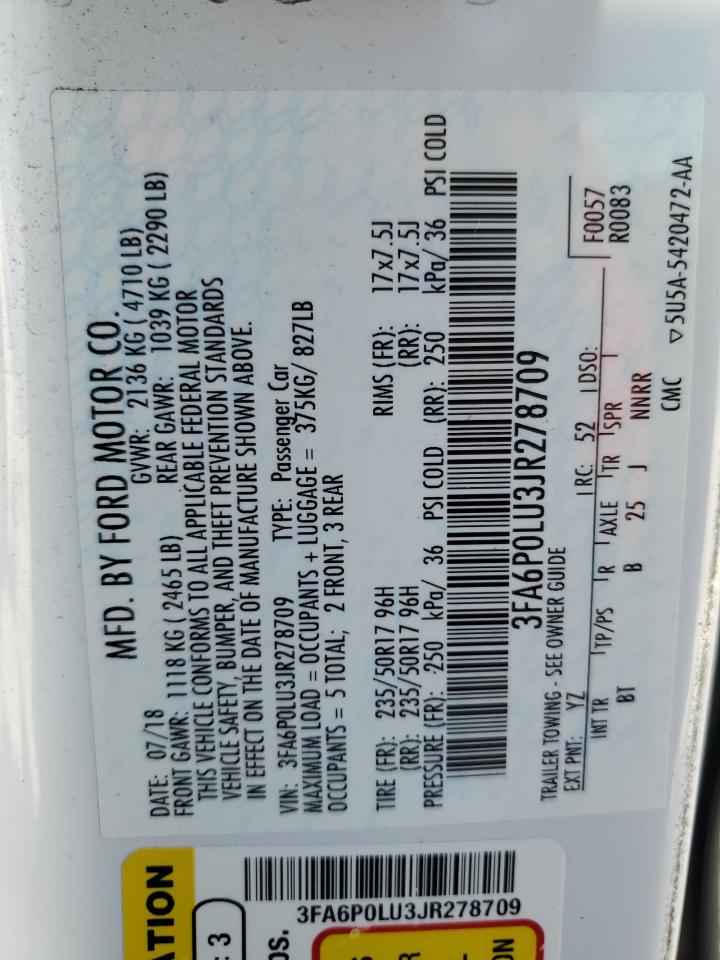 MFD. BY FORD MOTOR CO.
DATE: 07/18 GVWR: 2136 KG ( 4710 LB)
FRONT GAWR: 1118 KG ( 2465 LB) REAR GAWR: 1039 KG ( 2290 LB)
THIS VEHICLE CONFORMS TO ALL APPLICABLE FEDERAL MOTOR
VEHICLE SAFETY, BUMPER, AND THEFT PREVENTION STANDARDS
IN EFFECT ON THE DATE OF MANUFACTURE SHOWN ABOVE.
VIN: 3FA6P0LU3JR278709 TYPE: Passenger Car
MAXIMUM LOAD = OCCUPANTS + LUGGAGE = 375KG/ 827LB
OCCUPANTS = 5 TOTAL; 2 FRONT, 3 REAR
TIRE (FR): 235/50R17 96H RIMS (FR): 17x7.5J
(RR): 235/50R17 96H (RR): 17x7.5J
PRESSURE (FR): 250 kPa/ 36 PSI COLD (RR): 250 kPa/ 36 PSI COLD
3FA6P0LU3JR278709
TRAILER TOWING - SEE OWNER GUIDE
EXT PNT: YZ RC: 52 DSO: F0057
INT TR TP/PS R AXLE TR SPR R0083
BT B 25 J NNRR
CMC ▽5U5A-5420472-AA
ATION
: 3
3FA6P0LU3JR278709
OS.
S
R
L
ON